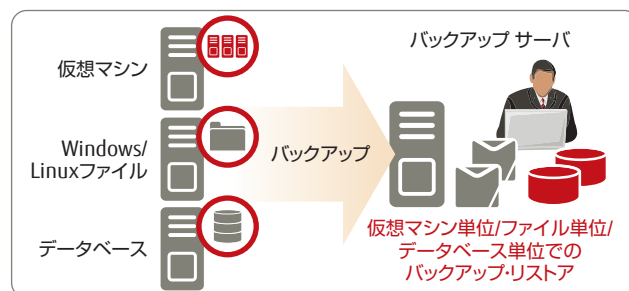 仮想マシン
Windows/
Linuxファイル
データベース
バックアップ
バックアップ サーバ
仮想マシン単位/ファイル単位/
データベース単位での
バックアップ・リストア